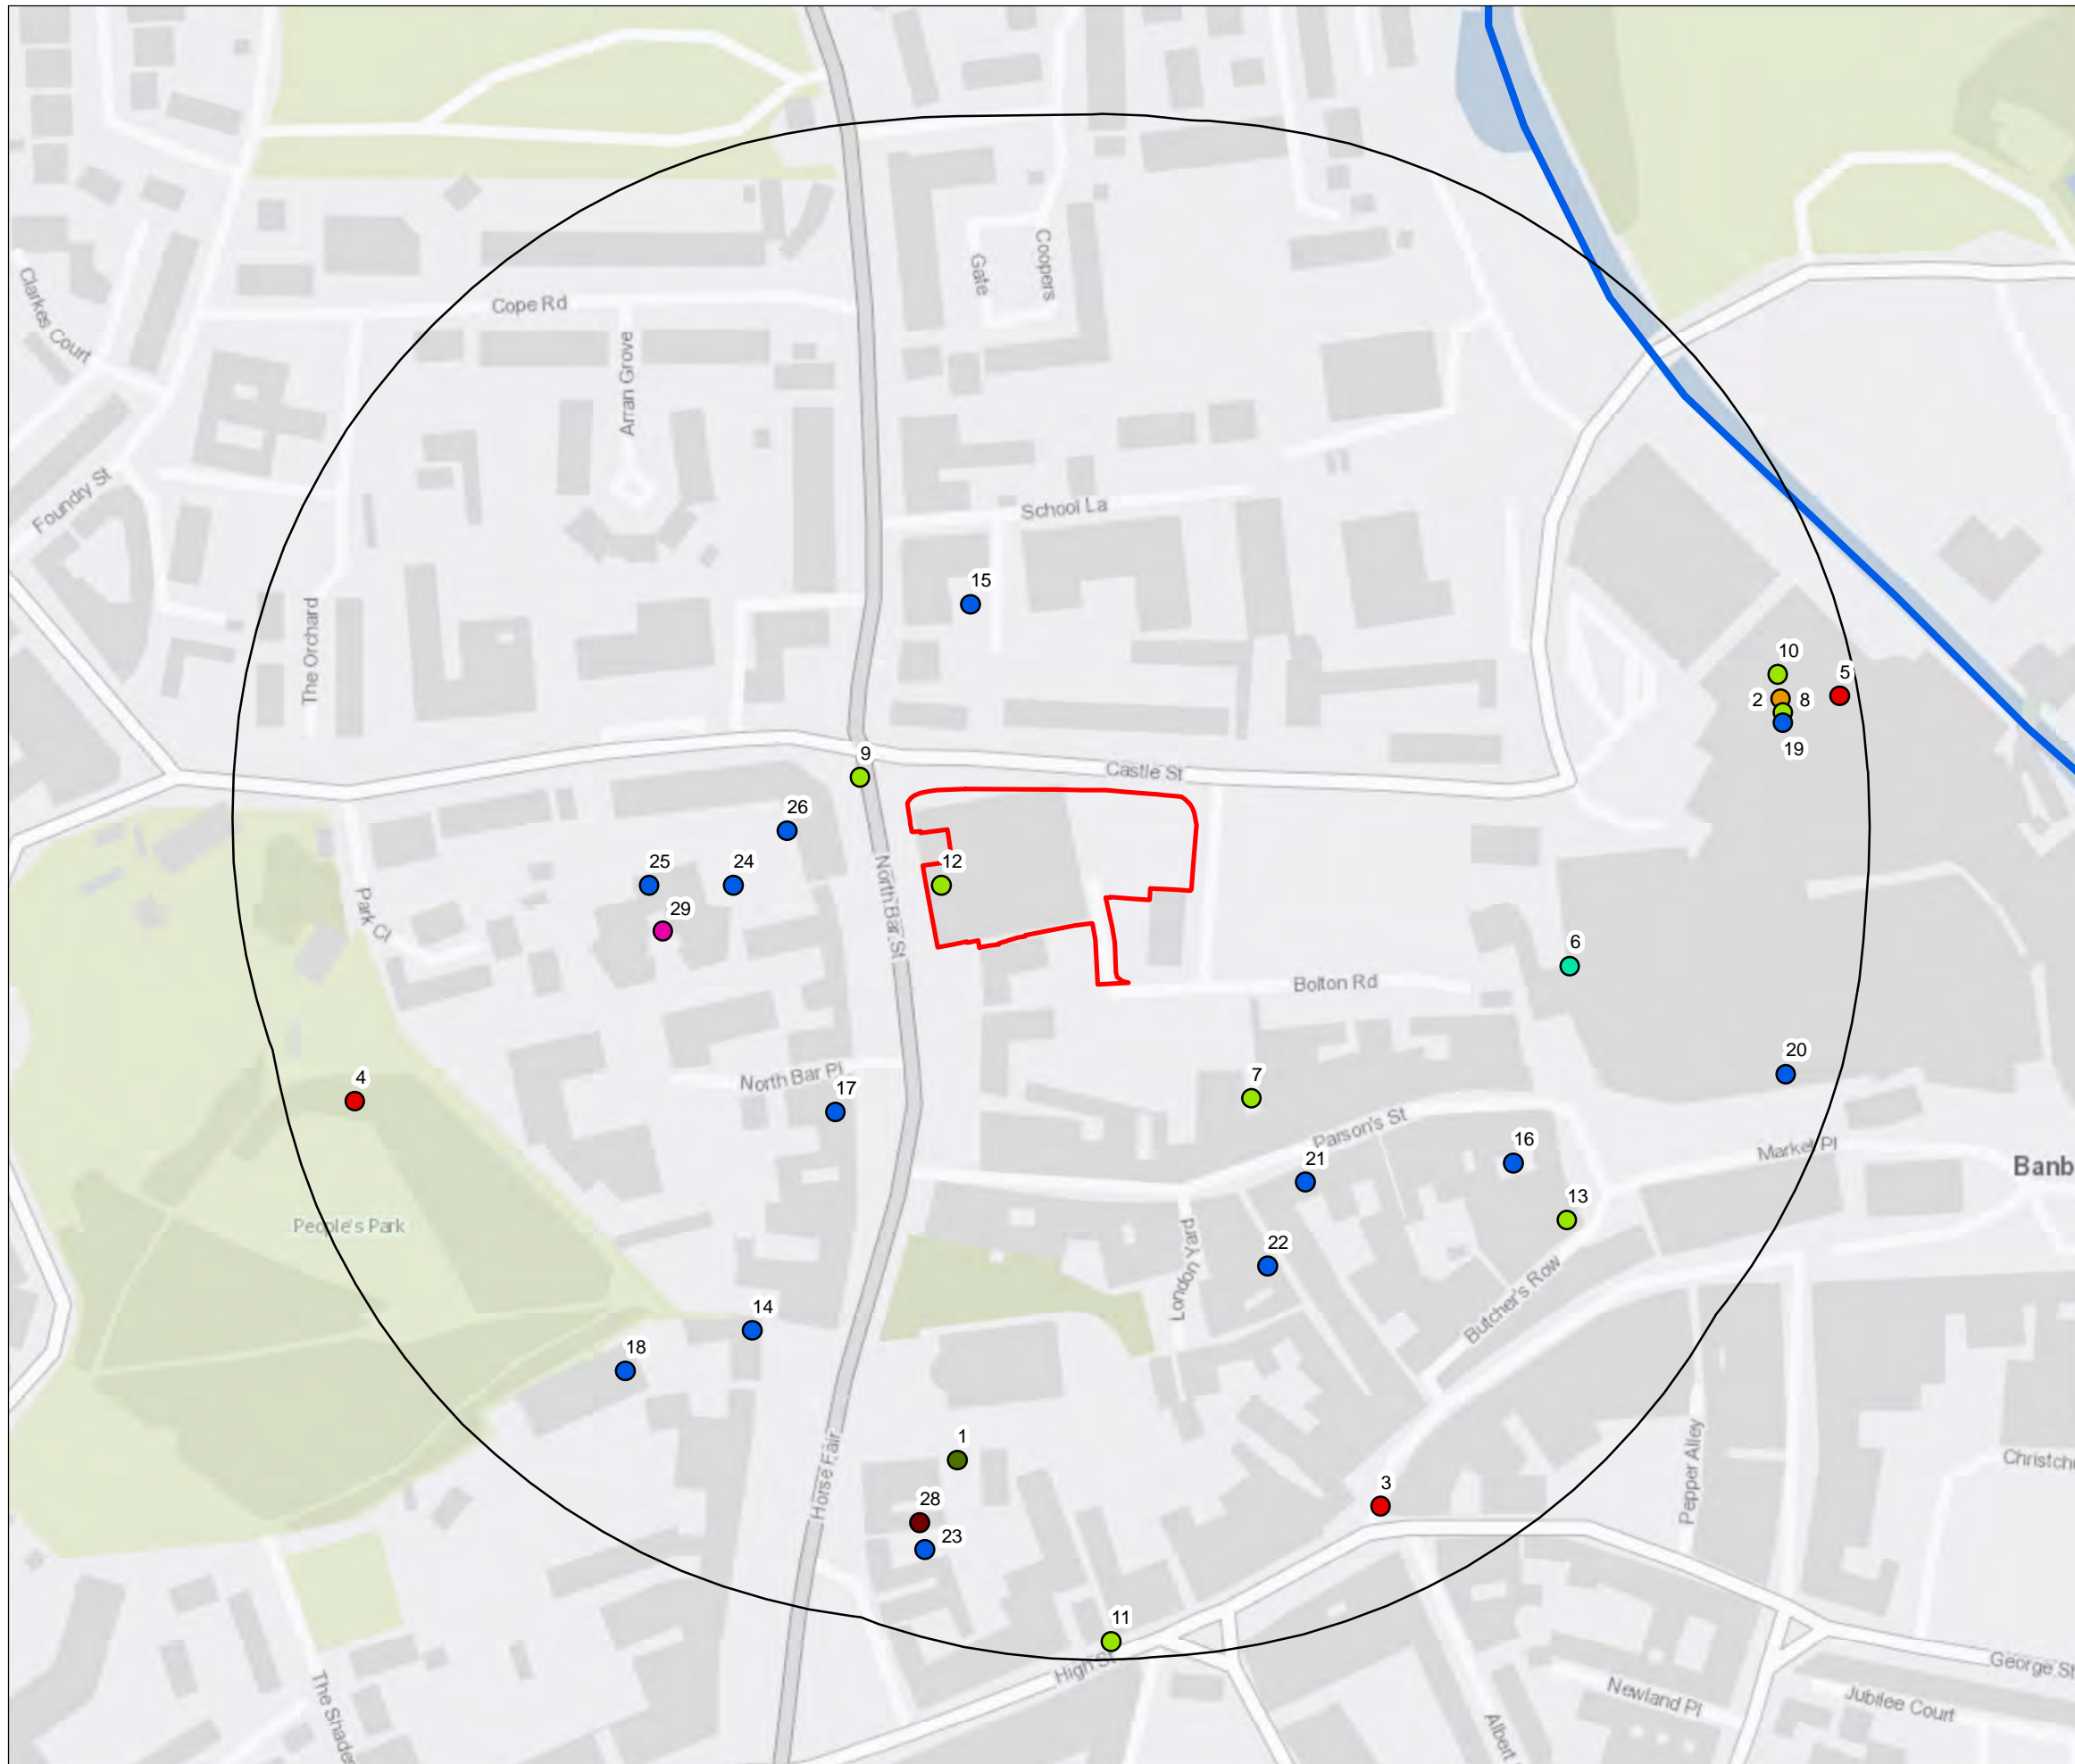 Coopers
Gate
Clarkes Court
Cope Rd
Arran Grove
Foundry St
School La
15
The Orchard
10
5
2
8
19
9
Castle St
26
12
25
24
North Bar St
Park Cl
29
6
Bolton Rd
4
North Bar Pl
17
7
20
Parson's St
16
Market Pl
21
Banb
13
People's Park
London Yard
22
Butcher's Row
14
18
1
Horse Fair
Pepper Alley
Christch
3
28
23
11
High St
George St
The Shades
Newland Pl
Jubilee Court
Albert